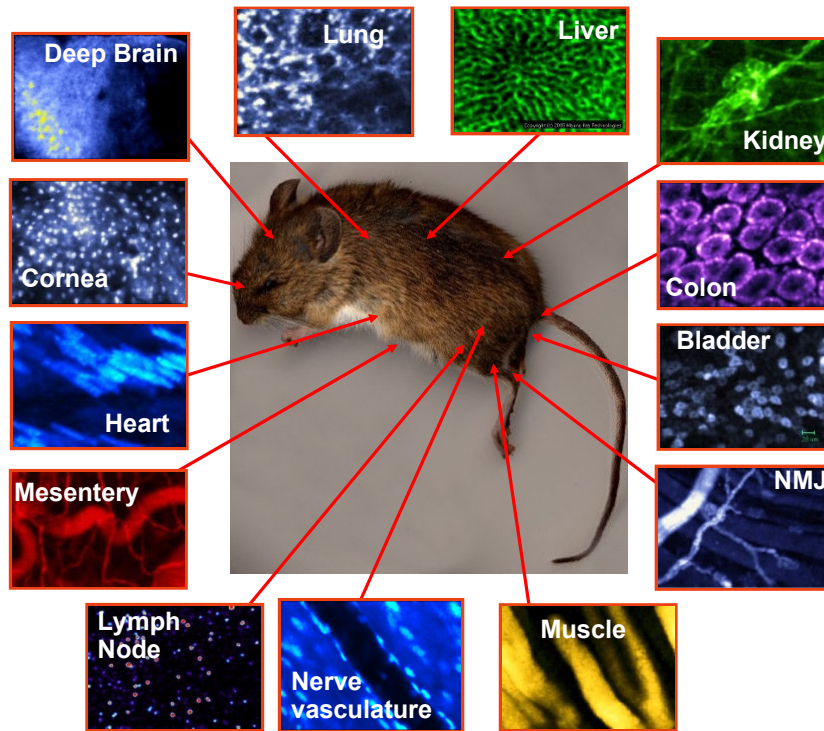 Deep Brain
Lung
Liver
Kidney
Cornea
Colon
Heart
Bladder
Mesentery
NMJ
Lymph
Node
Nerve
vasculature
Muscle